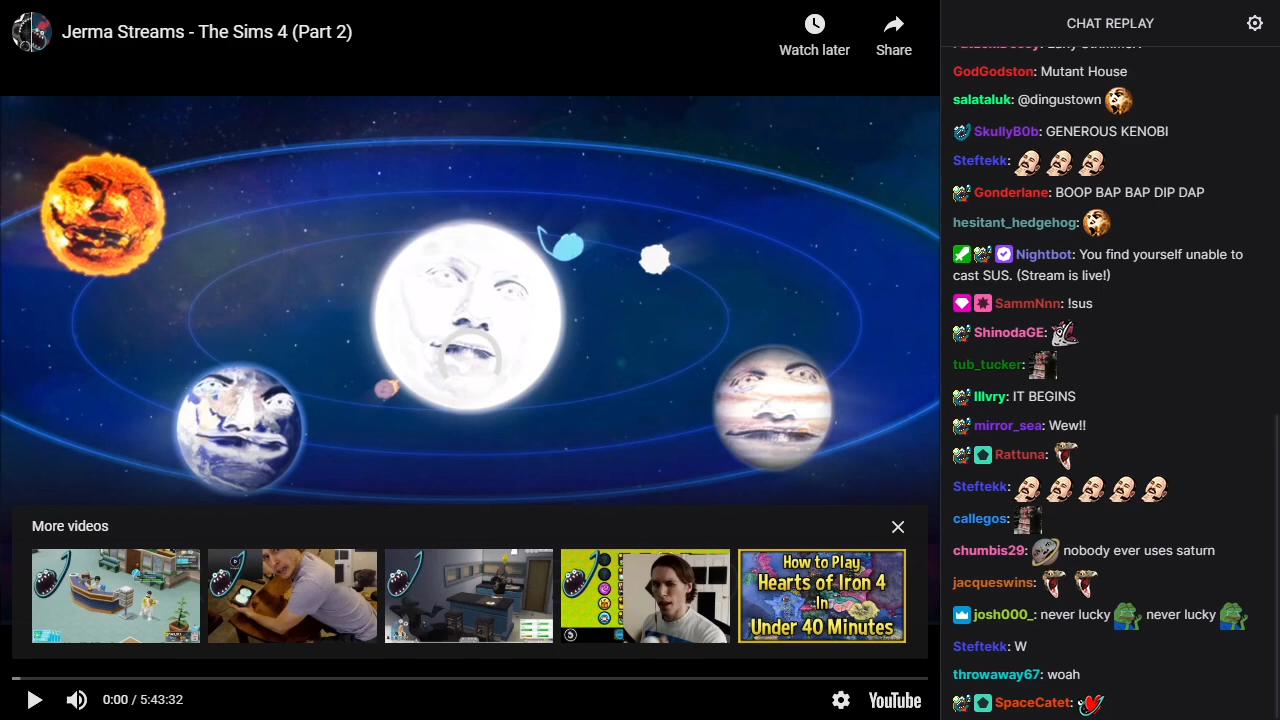 Jerma Streams - The Sims 4 (Part 2)
Watch later
Share
More videos
How to Play
Hearts of Iron 4
In
Under 40 Minutes
0:00 / 5:43:32
YouTube
CHAT REPLAY
GodGodston: Mutant House
salataluk: @dingustown
SkullyB0b: GENEROUS KENOBI
Steftekk:
Gonderlane: BOOP BAP BAP DIP DAP
hesitant_hedgehog:
Nightbot: You find yourself unable to
cast SUS. (Stream is live!)
SammNnn: !sus
ShinodaGE:
tub_tucker:
Illvry: IT BEGINS
mirror_sea: Wew!!
Rattuna:
Steftekk:
callegos:
chumbis29: nobody ever uses saturn
jacqueswins:
josh000_: never lucky never lucky
Steftekk: W
throwaway67: woah
SpaceCatet: